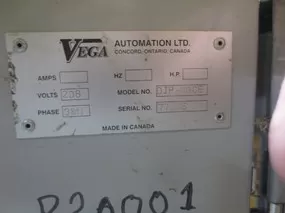 VEGA AUTOMATION LTD.
CONCORD, ONTARIO, CANADA
AMPS HZ H.P.
VOLTS 208 MODEL NO.
PHASE SERIAL NO.
MADE IN CANADA